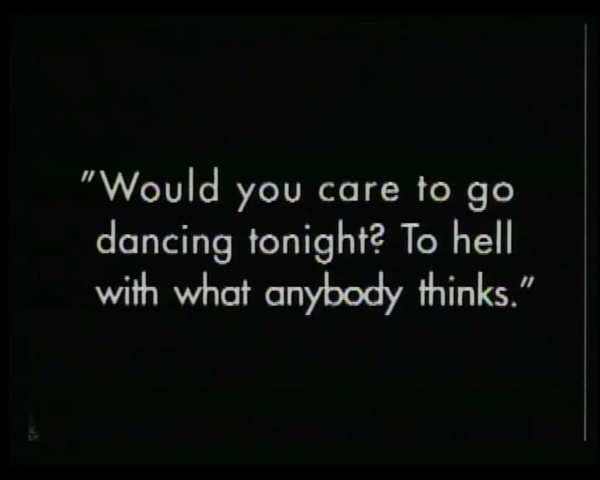 "Would you care to go
dancing tonight? To hell
with what anybody thinks."